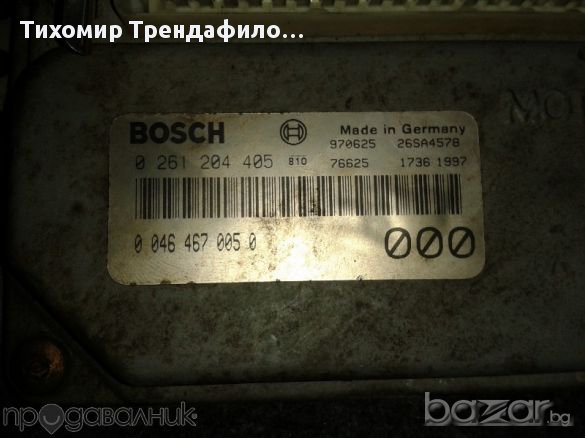 Тихомир Трендафило...
BOSCH Made in Germany
970625 26SA4578
0 261 204 405 810 76625 1736 1997
0 046 467 005 0 000
продавалник
bazar.bg